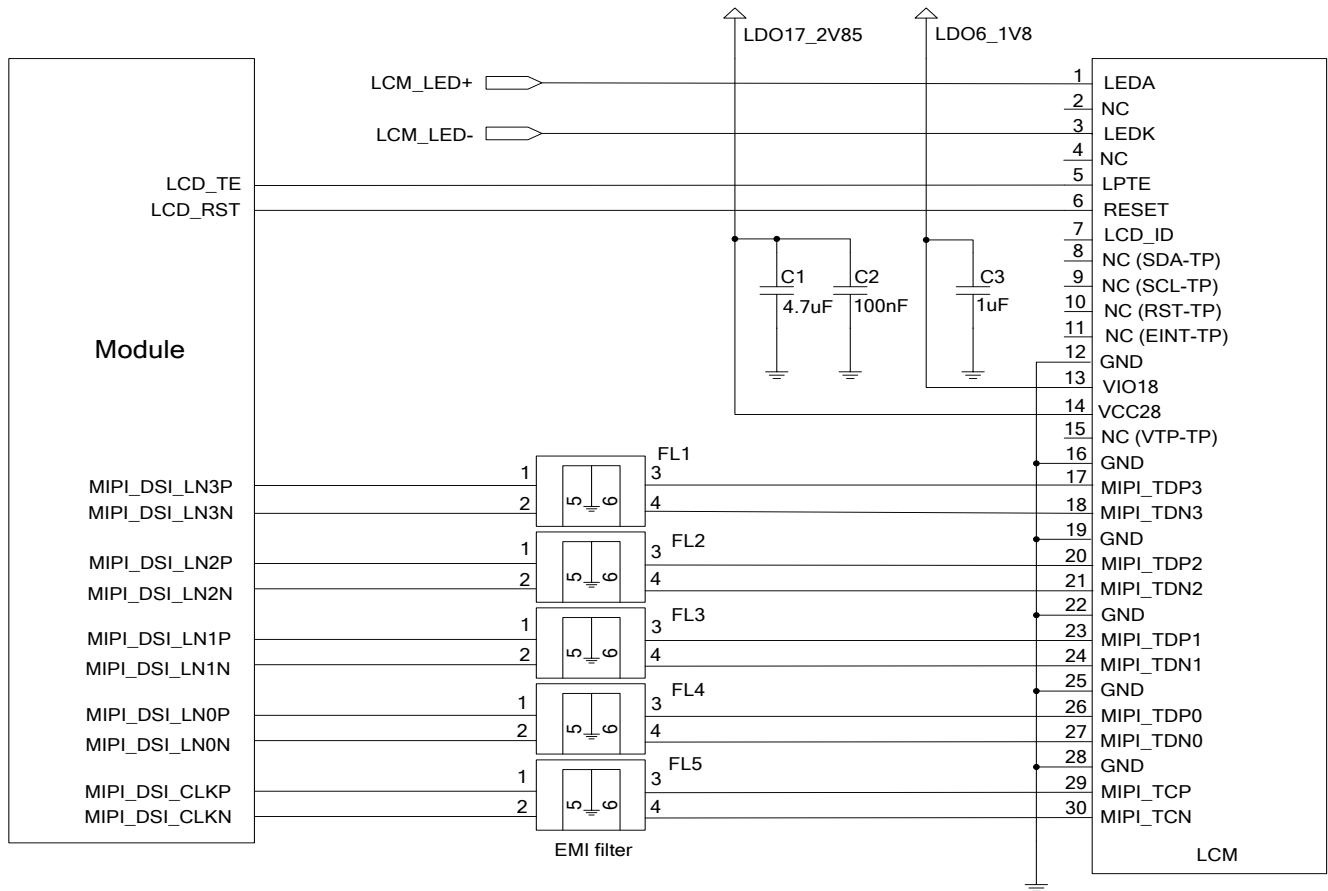 LDO17_2V85
LDO6_1V8
LCM_LED+
1
LEDA
2
NC
LCM_LED-
3
LEDK
4
NC
LCD_TE
5
LPTE
LCD_RST
6
RESET
7
LCD_ID
8
NC (SDA-TP)
C1
4.7uF
C2
100nF
C3
1uF
9
NC (SCL-TP)
10
NC (RST-TP)
11
NC (EINT-TP)
Module
12
GND
13
VIO18
14
VCC28
15
NC (VTP-TP)
16
GND
FL1
MIPI_DSI_LN3P
1
3
17
MIPI_TDP3
MIPI_DSI_LN3N
2
5
6
4
18
MIPI_TDN3
19
GND
FL2
MIPI_DSI_LN2P
1
3
20
MIPI_TDP2
MIPI_DSI_LN2N
2
5
6
4
21
MIPI_TDN2
22
GND
FL3
MIPI_DSI_LN1P
1
3
23
MIPI_TDP1
MIPI_DSI_LN1N
2
5
6
4
24
MIPI_TDN1
25
GND
FL4
MIPI_DSI_LN0P
1
3
26
MIPI_TDP0
MIPI_DSI_LN0N
2
5
6
4
27
MIPI_TDN0
28
GND
FL5
MIPI_DSI_CLKP
1
3
29
MIPI_TCP
MIPI_DSI_CLKN
2
5
6
4
30
MIPI_TCN
EMI filter
LCM